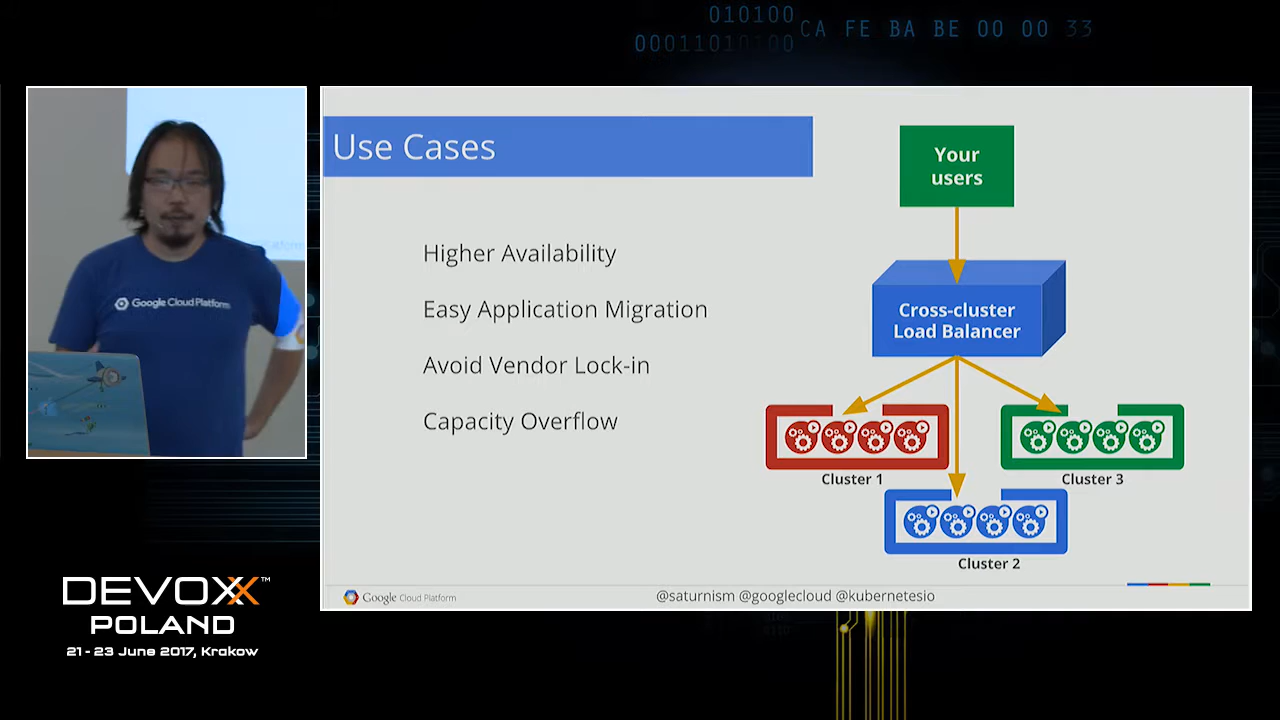 010100
00011010100
CA FE BA BE 00 00 33
Use Cases
Higher Availability
Easy Application Migration
Avoid Vendor Lock-in
Capacity Overflow
Your
users
Cross-cluster
Load Balancer
Cluster 1
Cluster 3
Cluster 2
Google Cloud Platform
@saturnism @googlecloud @kubernetesio
Google Cloud Platform
DEVOXX™
POLAND
21 - 23 June 2017, Krakow